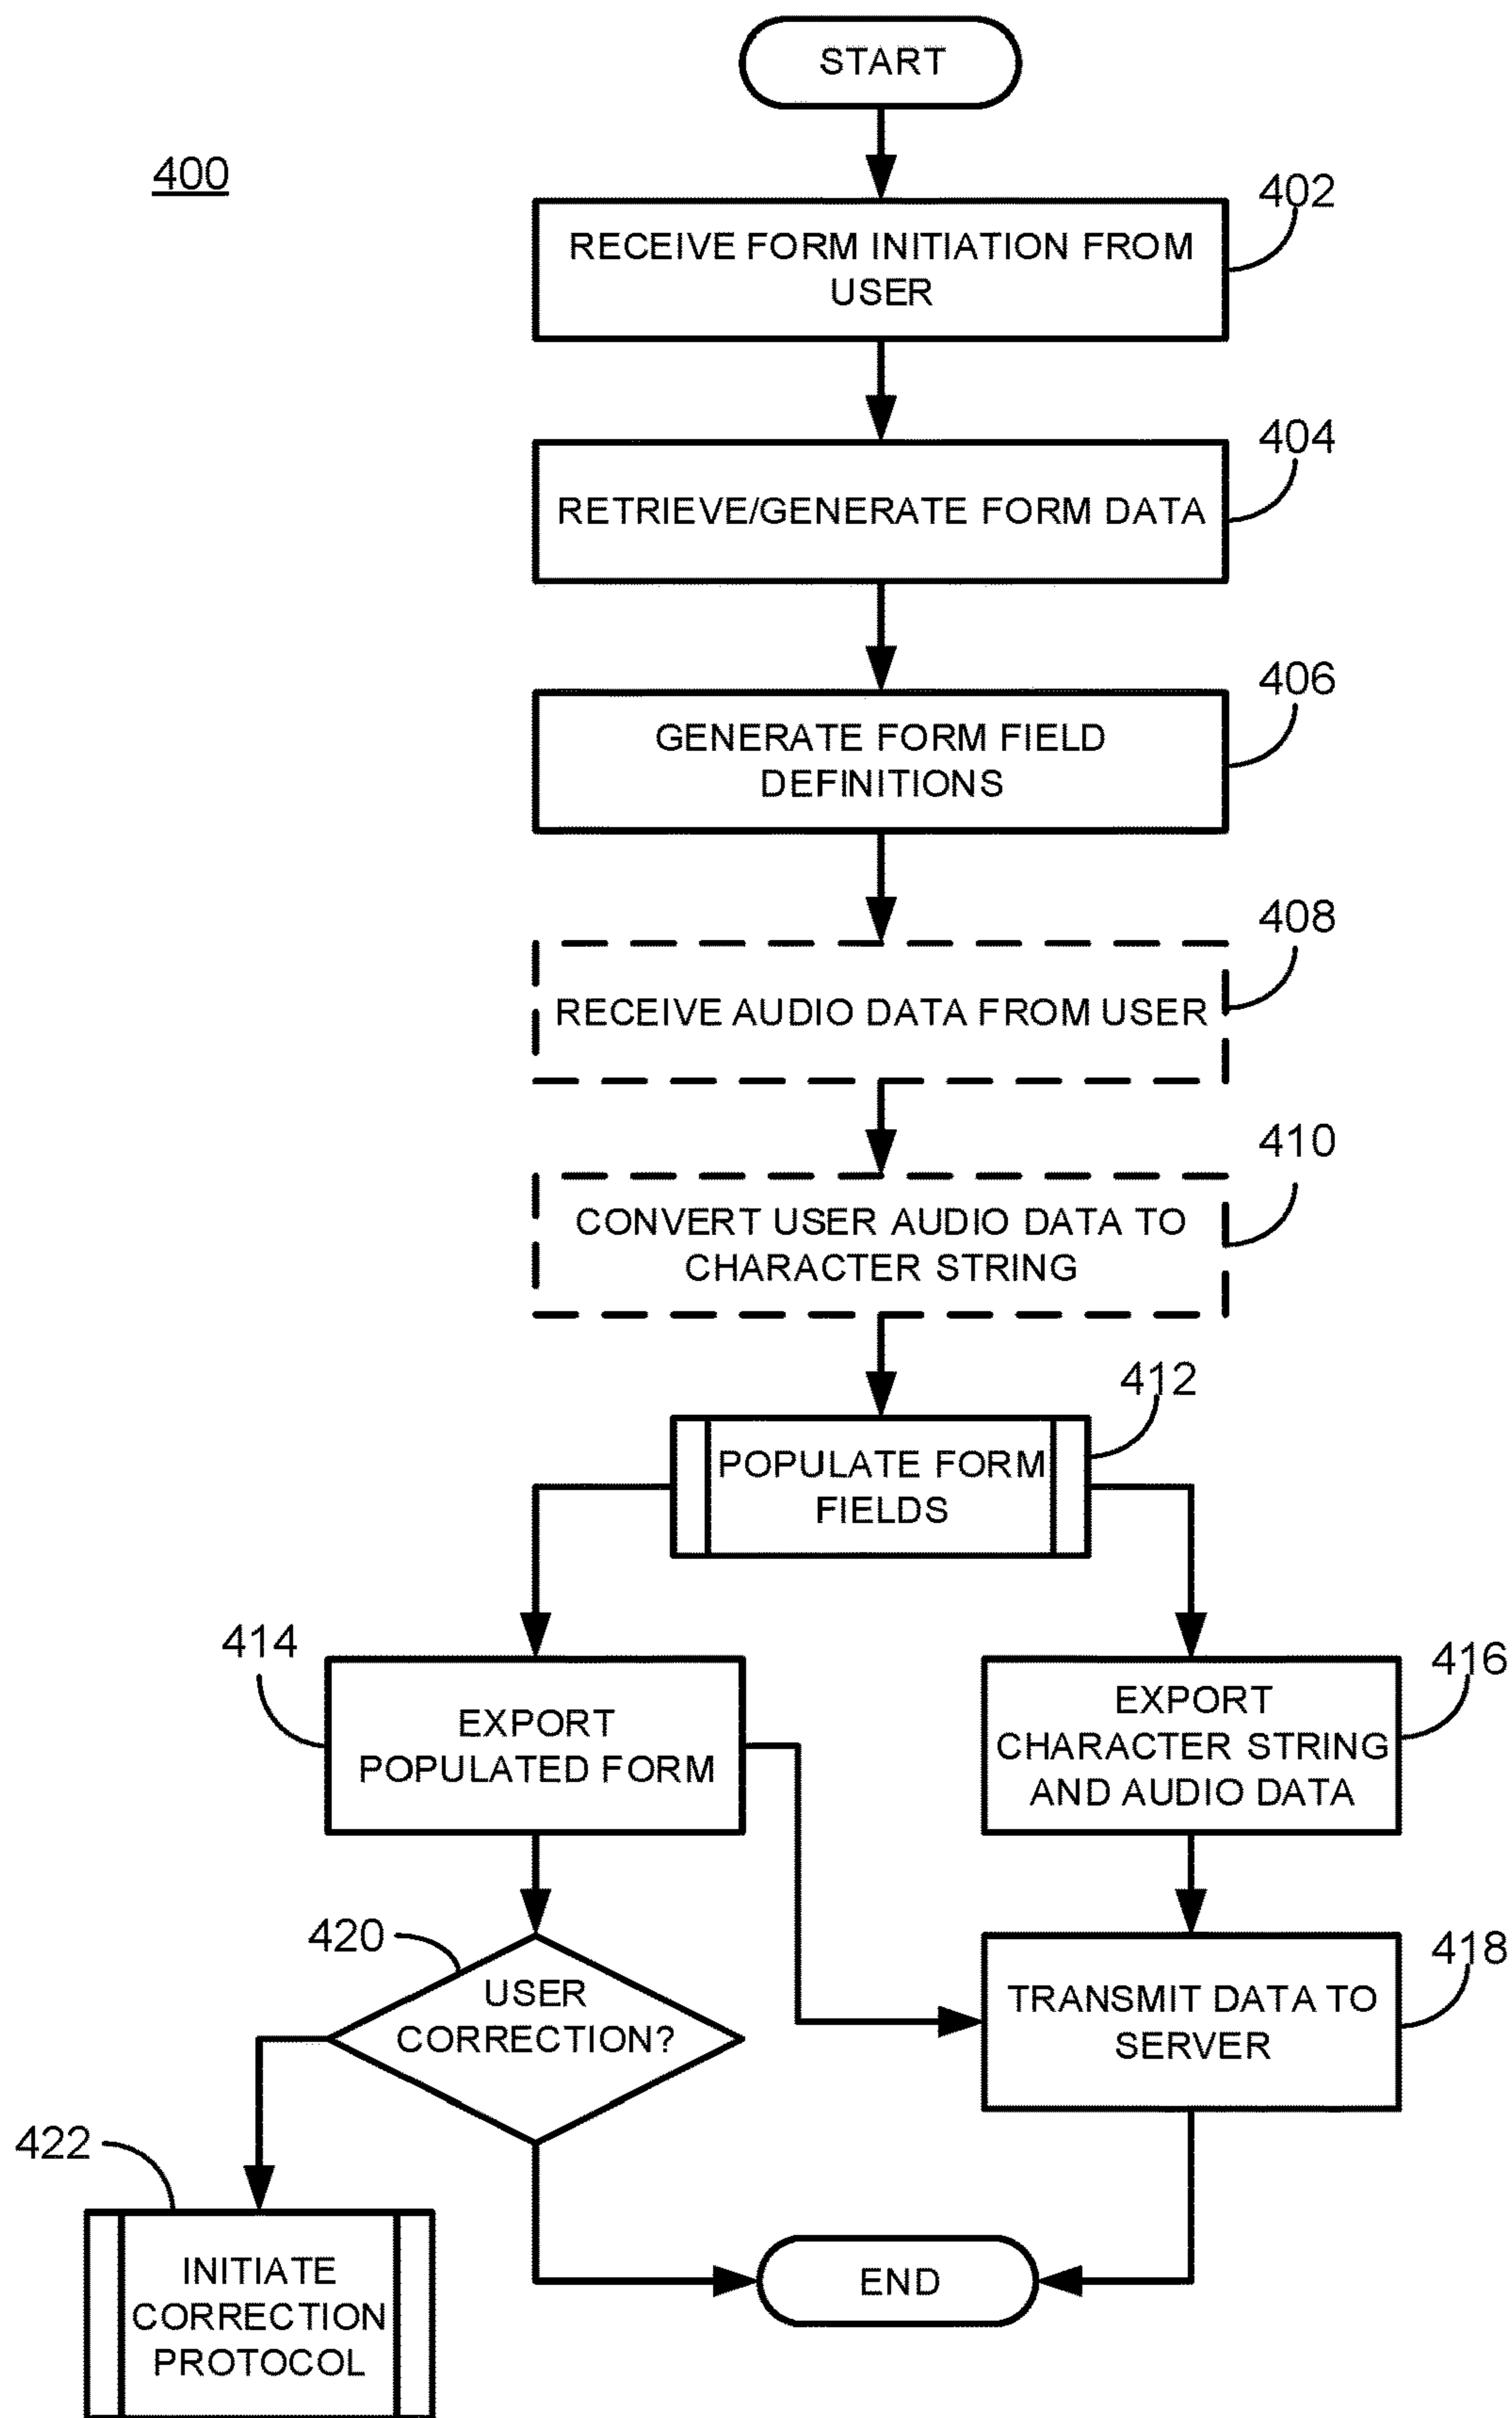 START
400
402
RECEIVE FORM INITIATION FROM
USER
404
RETRIEVE/GENERATE FORM DATA
406
GENERATE FORM FIELD
DEFINITIONS
408
RECEIVE AUDIO DATA FROM USER
410
CONVERT USER AUDIO DATA TO
CHARACTER STRING
412
POPULATE FORM
FIELDS
414
EXPORT
POPULATED FORM
416
EXPORT
CHARACTER STRING
AND AUDIO DATA
420
USER
CORRECTION?
418
TRANSMIT DATA TO
SERVER
422
INITIATE
CORRECTION
PROTOCOL
END